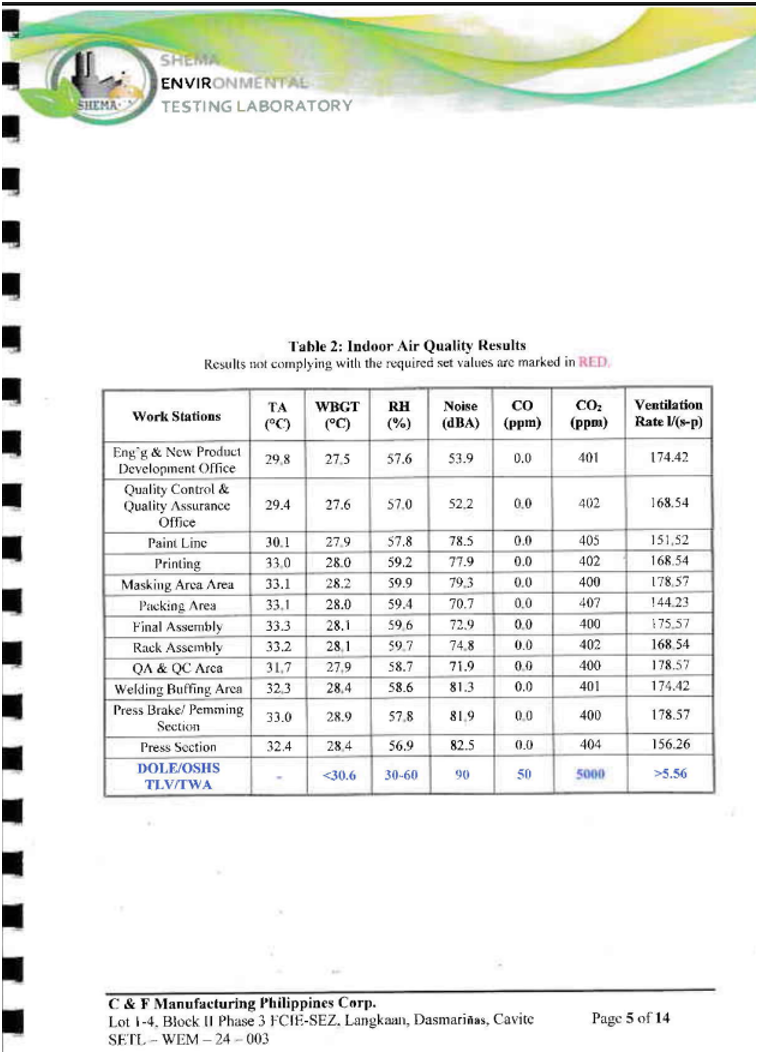 SHEMA
ENVIRONMENTAL
TESTING LABORATORY
SHEMA
Table 2: Indoor Air Quality Results
Results not complying with the required set values are marked in RED.
Work Stations TA (°C) WBGT (°C) RH (%) Noise (dBA) CO (ppm) CO₂ (ppm) Ventilation Rate l/(s-p)
Eng'g & New Product Development Office 29.8 27.5 57.6 53.9 0.0 401 174.42
Quality Control & Quality Assurance Office 29.4 27.6 57.0 52.2 0.0 402 168.54
Paint Line 30.1 27.9 57.8 78.5 0.0 405 151.52
Printing 33.0 28.0 59.2 77.9 0.0 402 168.54
Masking Area Area 33.1 28.2 59.9 79.3 0.0 400 178.57
Packing Area 33.1 28.0 59.4 70.7 0.0 407 144.23
Final Assembly 33.3 28.1 59.6 72.9 0.0 400 175.57
Rack Assembly 33.2 28.1 59.7 74.8 0.0 402 168.54
QA & QC Area 31.7 27.9 58.7 71.9 0.0 400 178.57
Welding Buffing Area 32.3 28.4 58.6 81.3 0.0 401 174.42
Press Brake/ Pemming Section 33.0 28.9 57.8 81.9 0.0 400 178.57
Press Section 32.4 28.4 56.9 82.5 0.0 404 156.26
DOLE/OSHS TLV/TWA - <30.6 30-60 90 50 5000 >5.56
C & F Manufacturing Philippines Corp.
Lot 1-4, Block II Phase 3 FCIE-SEZ, Langkaan, Dasmariñas, Cavite Page 5 of 14
SETL – WEM – 24 – 003